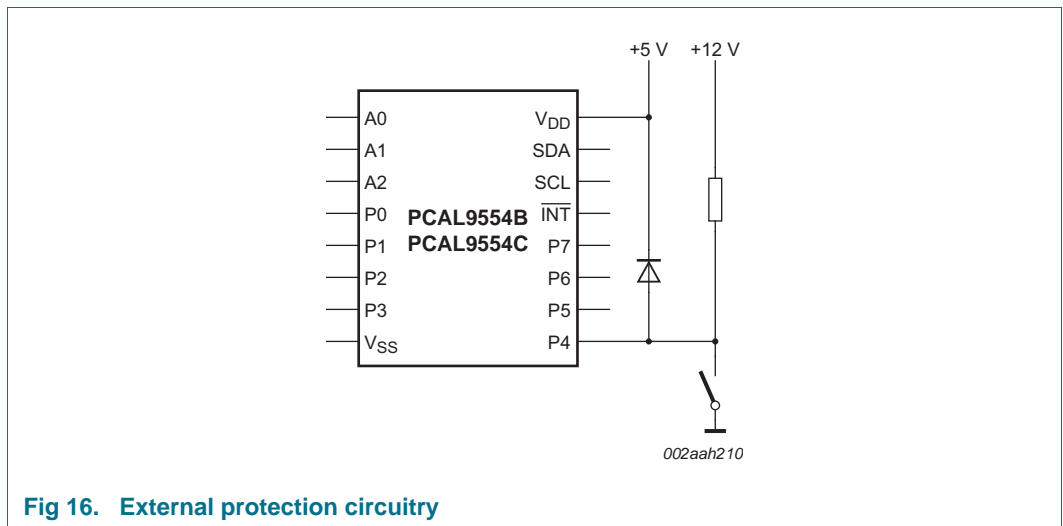 +5 V +12 V
A0 VDD
A1 SDA
A2 SCL
P0 PCAL9554B INT
P1 PCAL9554C P7
P2 P6
P3 P5
VSS P4
002aah210
Fig 16. External protection circuitry